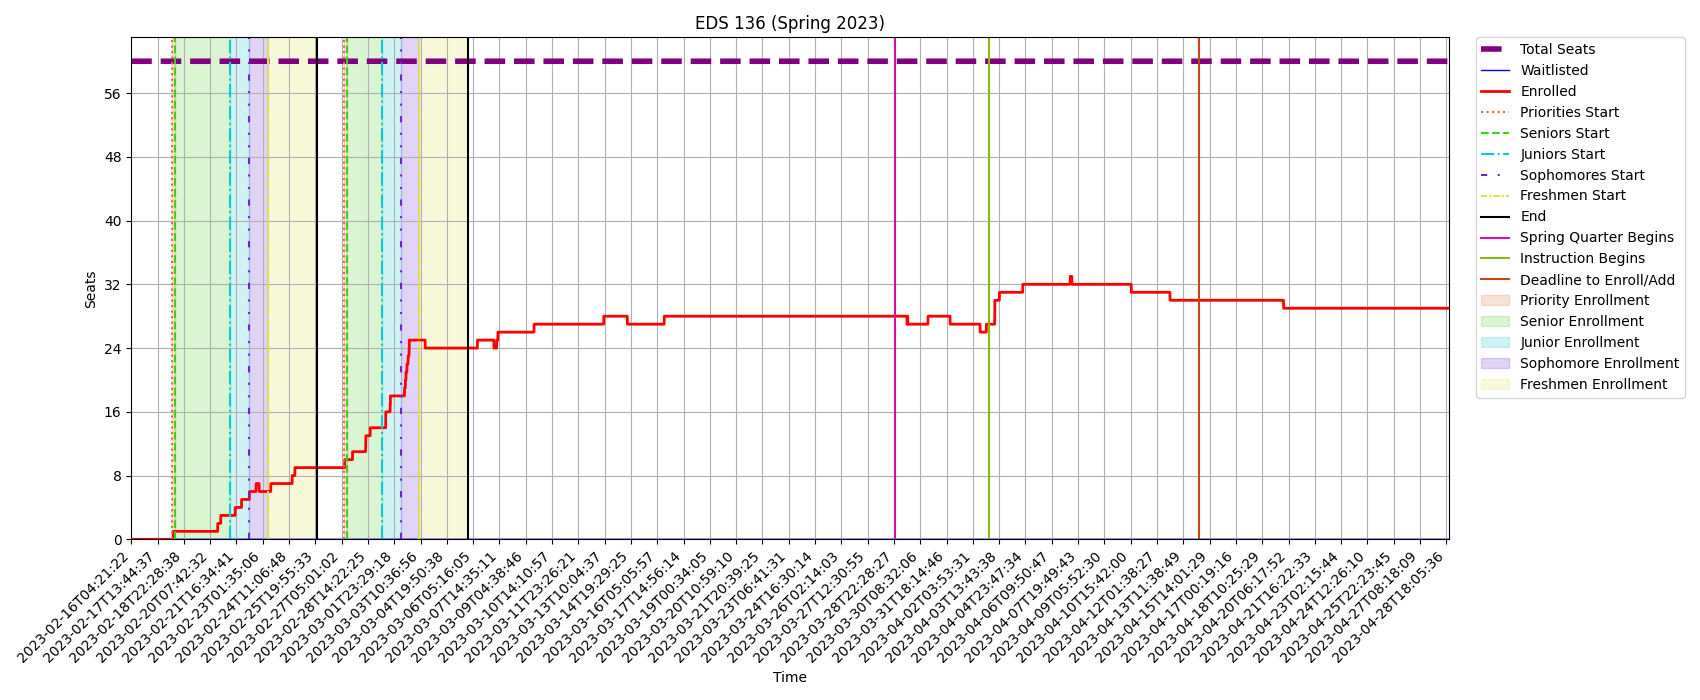 EDS 136 (Spring 2023)
Total Seats
Waitlisted
Enrolled
Priorities Start
Seniors Start
Juniors Start
Sophomores Start
Freshmen Start
End
Spring Quarter Begins
Instruction Begins
Deadline to Enroll/Add
Priority Enrollment
Senior Enrollment
Junior Enrollment
Sophomore Enrollment
Freshmen Enrollment
Seats
56
48
40
32
24
16
8
0
2023-02-16T04:21:22
2023-02-17T13:44:37
2023-02-18T22:28:38
2023-02-20T07:42:32
2023-02-21T16:34:41
2023-02-23T01:35:06
2023-02-24T11:06:48
2023-02-25T19:55:33
2023-02-27T05:01:02
2023-02-28T14:22:25
2023-03-01T23:29:18
2023-03-03T10:36:56
2023-03-04T19:50:38
2023-03-06T05:16:05
2023-03-07T14:35:11
2023-03-09T04:38:46
2023-03-10T14:10:57
2023-03-11T23:26:21
2023-03-13T10:04:37
2023-03-14T19:29:25
2023-03-16T05:05:57
2023-03-17T14:56:14
2023-03-19T00:34:05
2023-03-20T10:59:10
2023-03-21T20:39:25
2023-03-23T06:41:31
2023-03-24T16:30:14
2023-03-26T02:14:03
2023-03-27T12:30:55
2023-03-28T22:28:27
2023-03-30T08:32:06
2023-03-31T18:14:46
2023-04-02T03:53:31
2023-04-03T13:43:38
2023-04-04T23:47:34
2023-04-06T09:50:47
2023-04-07T19:49:43
2023-04-09T05:52:30
2023-04-10T15:42:00
2023-04-12T01:38:27
2023-04-13T11:38:49
2023-04-15T14:01:29
2023-04-17T00:19:16
2023-04-18T10:25:29
2023-04-20T06:17:52
2023-04-21T16:22:33
2023-04-23T02:15:44
2023-04-24T12:26:10
2023-04-25T22:23:45
2023-04-27T08:18:09
2023-04-28T18:05:36
Time